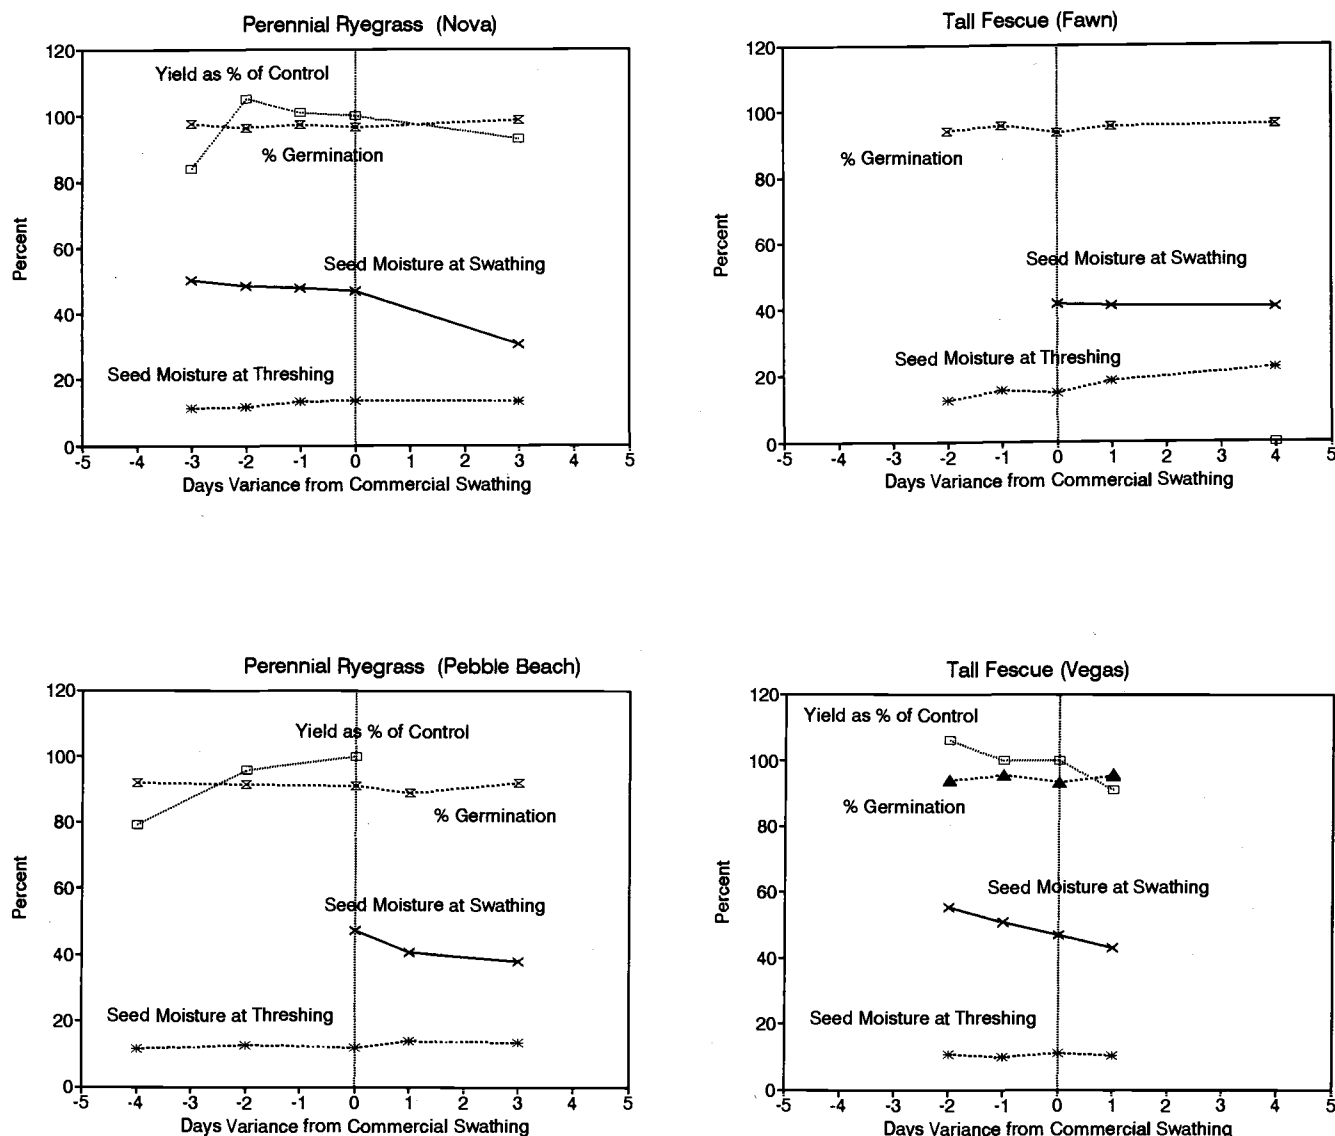 Perennial Ryegrass (Nova)
120
100
80
60
40
20
0
Percent
Yield as % of Control
% Germination
Seed Moisture at Swathing
Seed Moisture at Threshing
-5 -4 -3 -2 -1 0 1 2 3 4 5
Days Variance from Commercial Swathing
Tall Fescue (Fawn)
120
100
80
60
40
20
0
Percent
% Germination
Seed Moisture at Swathing
Seed Moisture at Threshing
-5 -4 -3 -2 -1 0 1 2 3 4 5
Days Variance from Commercial Swathing
Perennial Ryegrass (Pebble Beach)
120
100
80
60
40
20
0
Percent
Yield as % of Control
% Germination
Seed Moisture at Swathing
Seed Moisture at Threshing
-5 -4 -3 -2 -1 0 1 2 3 4 5
Days Variance from Commercial Swathing
Tall Fescue (Vegas)
120
100
80
60
40
20
0
Percent
Yield as % of Control
% Germination
Seed Moisture at Swathing
Seed Moisture at Threshing
-5 -4 -3 -2 -1 0 1 2 3 4 5
Days Variance from Commercial Swathing